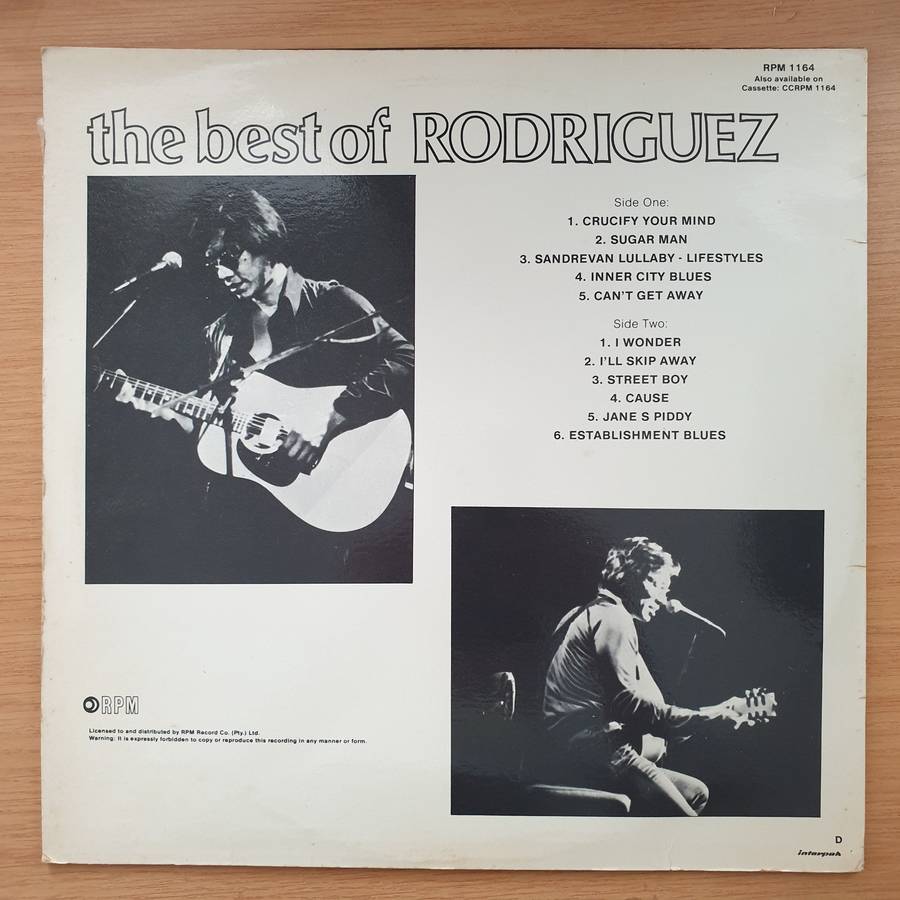 RPM 1164
Also available on
Cassette: CCRPM 1164
the best of RODRIGUEZ
Side One:
1. CRUCIFY YOUR MIND
2. SUGAR MAN
3. SANDREVAN LULLABY - LIFESTYLES
4. INNER CITY BLUES
5. CAN'T GET AWAY
Side Two:
1. I WONDER
2. I'LL SKIP AWAY
3. STREET BOY
4. CAUSE
5. JANE S PIDDY
6. ESTABLISHMENT BLUES
RPM
Licensed to and distributed by RPM Record Co. (Pty.) Ltd.
Warning: It is expressly forbidden to copy or reproduce this recording in any manner or form.
D
interpak